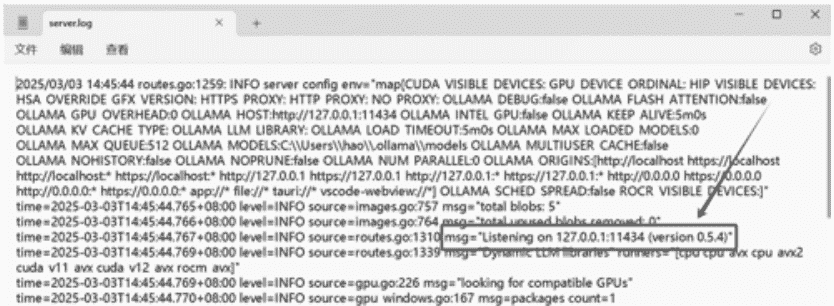 server.log
文件 编辑 查看
2025/03/03 14:45:44 routes.go:1259: INFO server config env="map[CUDA VISIBLE DEVICES: GPU DEVICE ORDINAL: HIP VISIBLE DEVICES:
HSA OVERRIDE GFX VERSION: HTTPS PROXY: HTTP PROXY: NO PROXY: OLLAMA DEBUG:false OLLAMA FLASH ATTENTION:false
OLLAMA GPU OVERHEAD:0 OLLAMA HOST:http://127.0.0.1:11434 OLLAMA INTEL GPU:false OLLAMA KEEP ALIVE:5m0s
OLLAMA KV CACHE TYPE: OLLAMA LLM LIBRARY: OLLAMA LOAD TIMEOUT:5m0s OLLAMA MAX LOADED MODELS:0
OLLAMA MAX QUEUE:512 OLLAMA MODELS:C:\\Users\\hao\\.ollama\\models OLLAMA MULTIUSER CACHE:false
OLLAMA NOHISTORY:false OLLAMA NOPRUNE:false OLLAMA NUM PARALLEL:0 OLLAMA ORIGINS:[http://localhost https://localhost
http://localhost:* https://localhost:* http://127.0.0.1 https://127.0.0.1 http://127.0.0.1:* https://127.0.0.1:* http://0.0.0.0 https://0.0.0.0
http://0.0.0.0:* https://0.0.0.0:* app://* file://* tauri://* vscode-webview://*] OLLAMA SCHED SPREAD:false ROCR VISIBLE DEVICES:]"
time=2025-03-03T14:45:44.765+08:00 level=INFO source=images.go:757 msg="total blobs: 5"
time=2025-03-03T14:45:44.766+08:00 level=INFO source=images.go:764 msg="total unused blobs removed: 0"
time=2025-03-03T14:45:44.767+08:00 level=INFO source=routes.go:1310 msg="Listening on 127.0.0.1:11434 (version 0.5.4)"
time=2025-03-03T14:45:44.769+08:00 level=INFO source=routes.go:1339 msg="Dynamic LLM libraries" runners="[cpu cpu avx cpu avx2
cuda v11 avx cuda v12 avx rocm avx]"
time=2025-03-03T14:45:44.769+08:00 level=INFO source=gpu.go:226 msg="looking for compatible GPUs"
time=2025-03-03T14:45:44.770+08:00 level=INFO source=gpu windows.go:167 msg=packages count=1